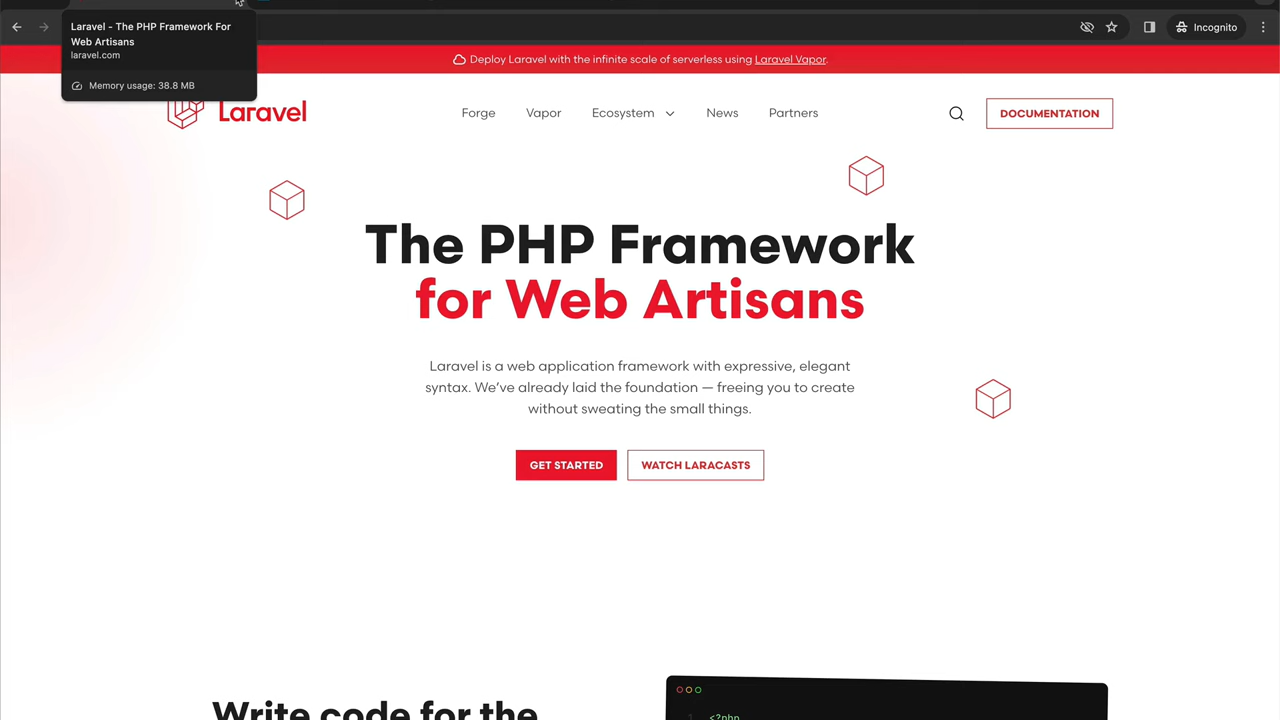 Laravel - The PHP Framework For
Web Artisans
laravel.com
Memory usage: 38.8 MB
Incognito
Deploy Laravel with the infinite scale of serverless using Laravel Vapor.
Laravel
Forge
Vapor
Ecosystem
News
Partners
DOCUMENTATION
The PHP Framework
for Web Artisans
Laravel is a web application framework with expressive, elegant
syntax. We’ve already laid the foundation — freeing you to create
without sweating the small things.
GET STARTED
WATCH LARACASTS
Write code for the
1 <?php